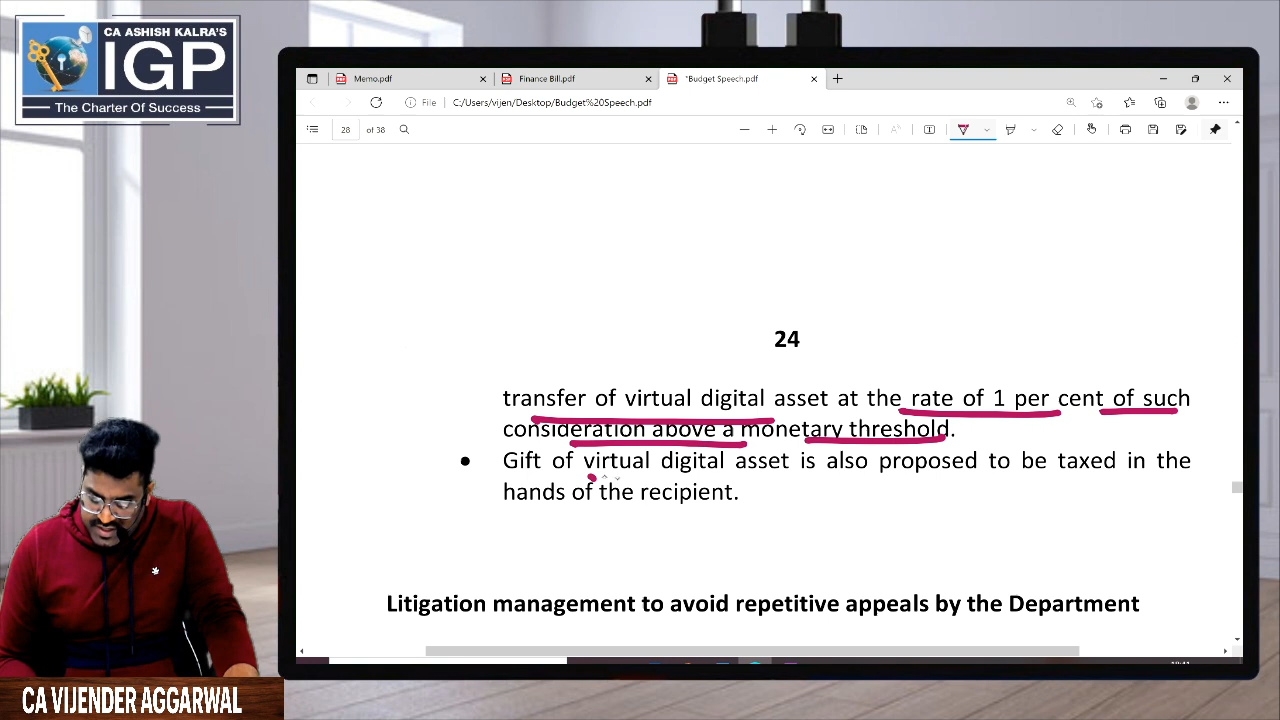 CA ASHISH KALRA'S
IGP
The Charter Of Success
Memo.pdf
Finance Bill.pdf
*Budget Speech.pdf
File
C:/Users/vijen/Desktop/Budget%20Speech.pdf
28 of 38
24
transfer of virtual digital asset at the rate of 1 per cent of such
consideration above a monetary threshold.
• Gift of virtual digital asset is also proposed to be taxed in the
hands of the recipient.
Litigation management to avoid repetitive appeals by the Department
CA VIJENDER AGGARWAL